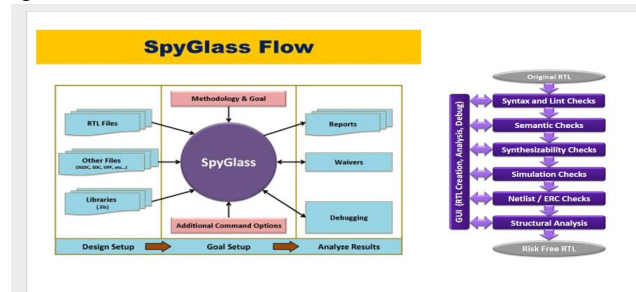 SpyGlass Flow
Methodology & Goal
RTL Files
Other Files
(SGDC, SDC, UPF, etc...)
Libraries
(.lib)
SpyGlass
Reports
Waivers
Debugging
Additional Command Options
Design Setup
Goal Setup
Analyze Results
Original RTL
GUI (RTL Creation, Analysis, Debug)
Syntax and Lint Checks
Semantic Checks
Synthesizability Checks
Simulation Checks
Netlist / ERC Checks
Structural Analysis
Risk Free RTL